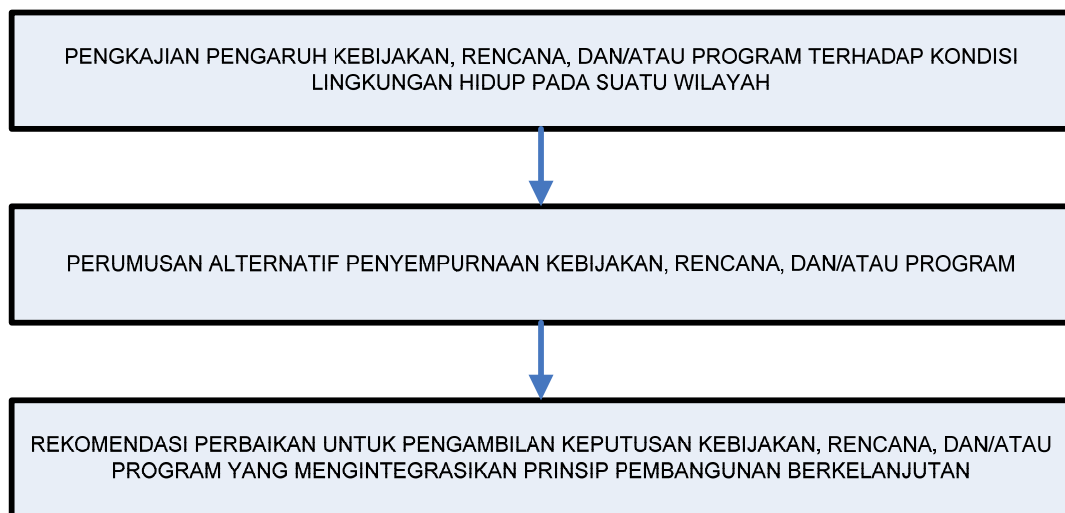 PENGKAJIAN PENGARUH KEBIJAKAN, RENCANA, DAN/ATAU PROGRAM TERHADAP KONDISI
LINGKUNGAN HIDUP PADA SUATU WILAYAH
PERUMUSAN ALTERNATIF PENYEMPURNAAN KEBIJAKAN, RENCANA, DAN/ATAU PROGRAM
REKOMENDASI PERBAIKAN UNTUK PENGAMBILAN KEPUTUSAN KEBIJAKAN, RENCANA, DAN/ATAU
PROGRAM YANG MENGINTEGRASIKAN PRINSIP PEMBANGUNAN BERKELANJUTAN